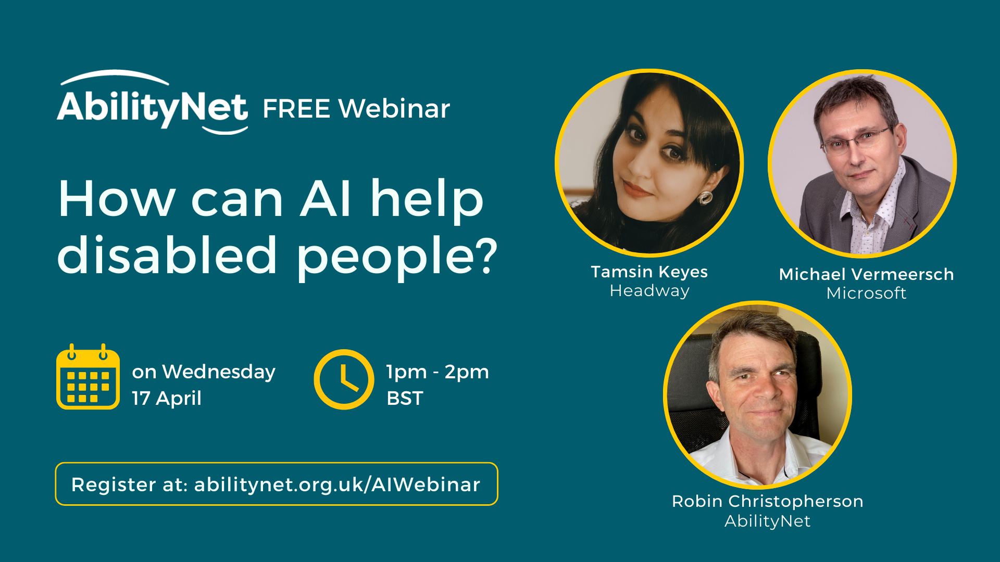 AbilityNet FREE Webinar
How can AI help
disabled people?
on Wednesday
17 April
1pm - 2pm
BST
Register at: abilitynet.org.uk/AIWebinar
Tamsin Keyes
Headway
Michael Vermeersch
Microsoft
Robin Christopherson
AbilityNet